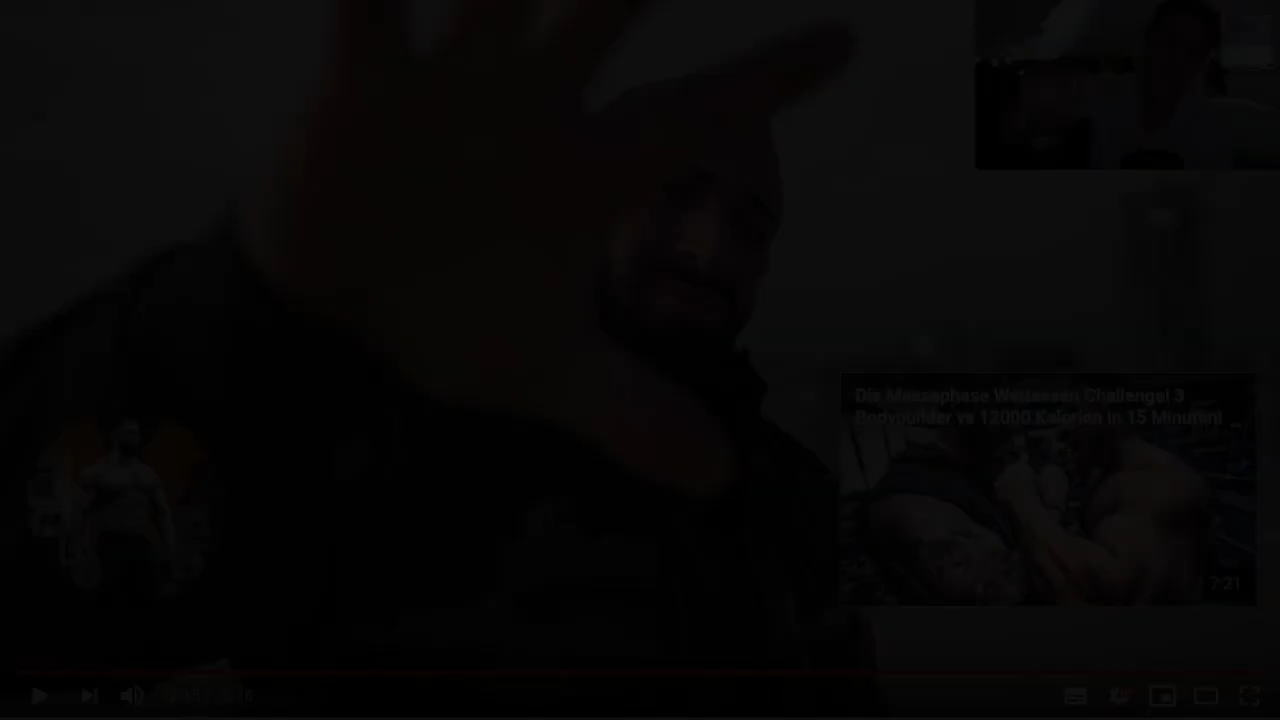 Die Massephase Wettessen Challenge! 3
Bodybuilder vs 12000 Kalorien in 15 Minuten!
7:21